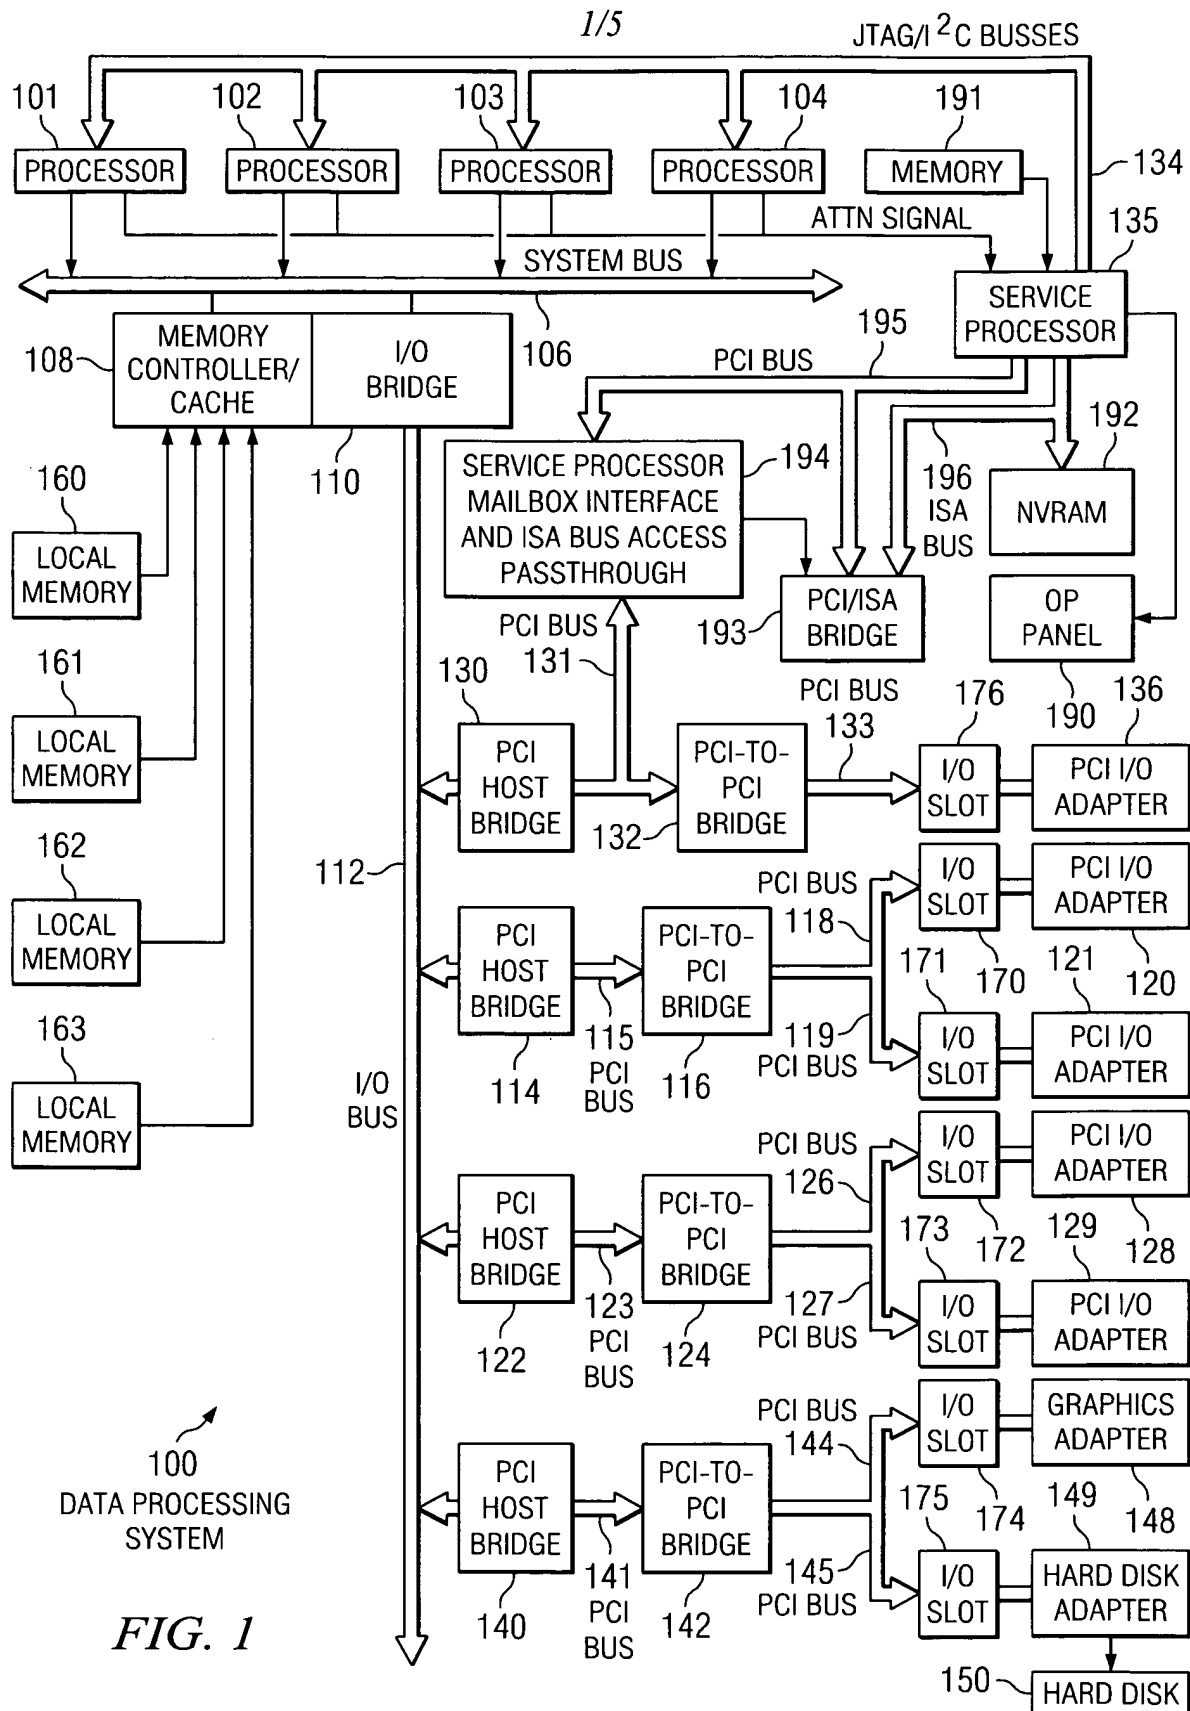 1/5
JTAG/I 2C BUSSES
101
102
103
104
191
PROCESSOR
PROCESSOR
PROCESSOR
PROCESSOR
MEMORY
134
ATTN SIGNAL
135
SYSTEM BUS
SERVICE
PROCESSOR
108
MEMORY
CONTROLLER/
CACHE
I/O
BRIDGE
106
195
PCI BUS
110
SERVICE PROCESSOR
MAILBOX INTERFACE
AND ISA BUS ACCESS
PASSTHROUGH
194
196
ISA
BUS
192
NVRAM
160
LOCAL
MEMORY
PCI BUS
131
193
PCI/ISA
BRIDGE
OP
PANEL
190
161
LOCAL
MEMORY
130
PCI
HOST
BRIDGE
PCI-TO-
PCI
BRIDGE
132
PCI BUS
133
176
I/O
SLOT
136
PCI I/O
ADAPTER
162
LOCAL
MEMORY
112
PCI
HOST
BRIDGE
114
115
PCI
BUS
PCI-TO-
PCI
BRIDGE
116
PCI BUS
118
I/O
SLOT
170
PCI I/O
ADAPTER
120
171
119
PCI BUS
I/O
SLOT
121
PCI I/O
ADAPTER
163
LOCAL
MEMORY
I/O
BUS
PCI
HOST
BRIDGE
122
123
PCI
BUS
PCI-TO-
PCI
BRIDGE
124
PCI BUS
126
I/O
SLOT
172
PCI I/O
ADAPTER
128
173
127
PCI BUS
I/O
SLOT
129
PCI I/O
ADAPTER
100
DATA PROCESSING
SYSTEM
PCI
HOST
BRIDGE
140
141
PCI
BUS
PCI-TO-
PCI
BRIDGE
142
PCI BUS
144
I/O
SLOT
174
GRAPHICS
ADAPTER
148
175
145
PCI BUS
I/O
SLOT
149
HARD DISK
ADAPTER
150
HARD DISK
FIG. 1